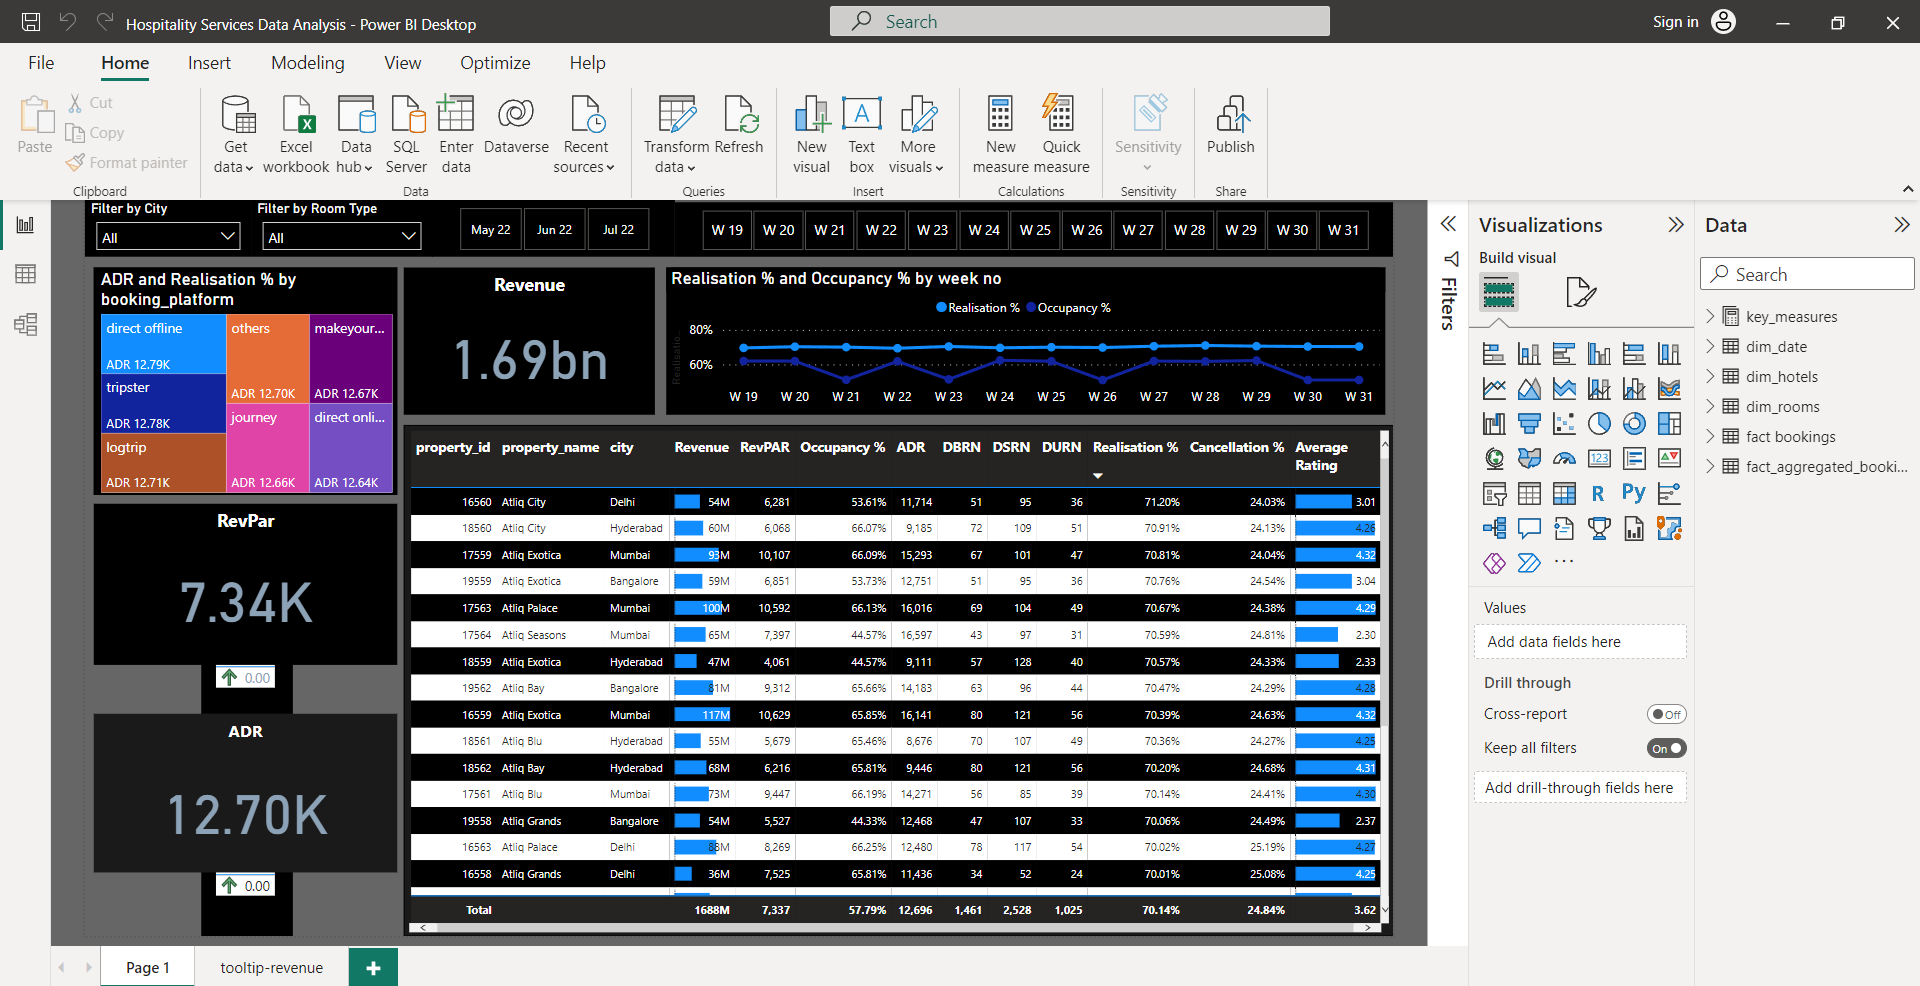 Hospitality Services Data Analysis - Power BI Desktop
Search
Sign in
File Home Insert Modeling View Optimize Help
Paste
Cut
Copy
Format painter
Clipboard
Get data
Excel workbook
Data hub
SQL Server
Enter data
Dataverse
Recent sources
Data
Transform data
Refresh
Queries
New visual
Text box
More visuals
Insert
New measure
Quick measure
Calculations
Sensitivity
Sensitivity
Publish
Share
Filter by City
All
Filter by Room Type
All
May 22 Jun 22 Jul 22
W 19 W 20 W 21 W 22 W 23 W 24 W 25 W 26 W 27 W 28 W 29 W 30 W 31
ADR and Realisation % by
booking_platform
direct offline
ADR 12.79K
tripster
ADR 12.78K
logtrip
ADR 12.71K
others
ADR 12.70K
journey
ADR 12.66K
makeyour...
ADR 12.67K
direct onli...
ADR 12.64K
Revenue
1.69bn
Realisation % and Occupancy % by week no
Realisation % Occupancy %
Realisatio...
80%
60%
W 19 W 20 W 21 W 22 W 23 W 24 W 25 W 26 W 27 W 28 W 29 W 30 W 31
RevPar
7.34K
0.00
ADR
12.70K
0.00
property_id property_name city Revenue RevPAR Occupancy % ADR DBRN DSRN DURN Realisation % Cancellation % Average Rating
16560 Atliq City Delhi 54M 6,281 53.61% 11,714 51 95 36 71.20% 24.03% 3.01
18560 Atliq City Hyderabad 60M 6,068 66.07% 9,185 72 109 51 70.91% 24.13% 4.26
17559 Atliq Exotica Mumbai 93M 10,107 66.09% 15,293 67 101 47 70.81% 24.04% 4.32
19559 Atliq Exotica Bangalore 59M 6,851 53.73% 12,751 51 95 36 70.76% 24.54% 3.04
17563 Atliq Palace Mumbai 100M 10,592 66.13% 16,016 69 104 49 70.67% 24.38% 4.29
17564 Atliq Seasons Mumbai 65M 7,397 44.57% 16,597 43 97 31 70.59% 24.81% 2.30
18559 Atliq Exotica Hyderabad 47M 4,061 44.57% 9,111 57 128 40 70.57% 24.33% 2.33
19562 Atliq Bay Bangalore 81M 9,312 65.66% 14,183 63 96 44 70.47% 24.29% 4.28
16559 Atliq Exotica Mumbai 117M 10,629 65.85% 16,141 80 121 56 70.39% 24.63% 4.32
18561 Atliq Blu Hyderabad 55M 5,679 65.46% 8,676 70 107 49 70.36% 24.27% 4.25
18562 Atliq Bay Hyderabad 68M 6,216 65.81% 9,446 80 121 56 70.20% 24.68% 4.31
17561 Atliq Blu Mumbai 73M 9,447 66.19% 14,271 56 85 39 70.14% 24.41% 4.30
19558 Atliq Grands Bangalore 54M 5,527 44.33% 12,468 47 107 33 70.06% 24.49% 2.37
16563 Atliq Palace Delhi 88M 8,269 66.25% 12,480 78 117 54 70.02% 25.19% 4.27
16558 Atliq Grands Delhi 36M 7,525 65.81% 11,436 34 52 24 70.01% 25.08% 4.25
Total 1688M 7,337 57.79% 12,696 1,461 2,528 1,025 70.14% 24.84% 3.62
Filters
Visualizations
Build visual
123
R
Py
Values
Add data fields here
Drill through
Cross-report
Off
Keep all filters
On
Add drill-through fields here
Data
Search
key_measures
dim_date
dim_hotels
dim_rooms
fact bookings
fact_aggregated_booki...
Page 1 tooltip-revenue